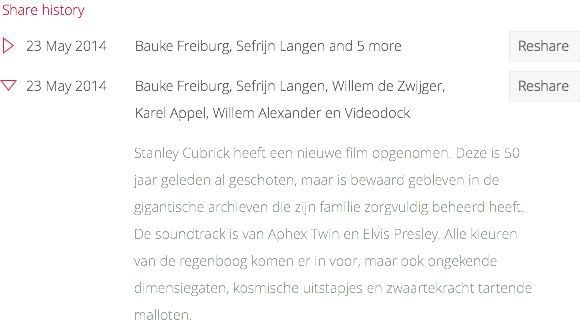 Share history
23 May 2014 Bauke Freiburg, Sefrijn Langen and 5 more Reshare
23 May 2014 Bauke Freiburg, Sefrijn Langen, Willem de Zwijger, Reshare
Karel Appel, Willem Alexander en Videodock
Stanley Cubrick heeft een nieuwe film opgenomen. Deze is 50
jaar geleden al geschoten, maar is bewaard gebleven in de
gigantische archieven die zijn familie zorgvuldig beheerd heeft.
De soundtrack is van Aphex Twin en Elvis Presley. Alle kleuren
van de regenboog komen er in voor, maar ook ongekende
dimensiegaten, kosmische uitstapjes en zwaartekracht tartende
malloten.